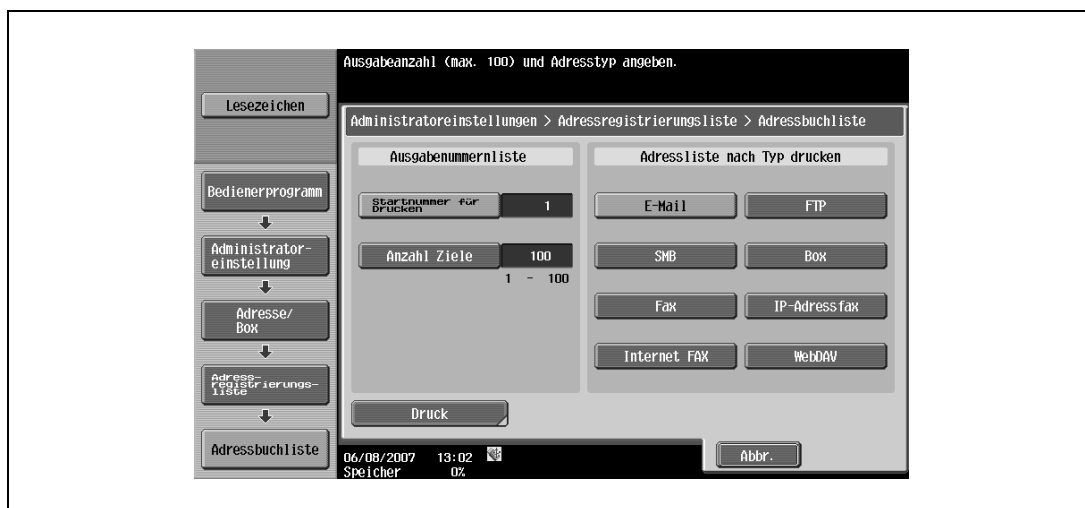 Ausgabeanzahl (max. 100) und Adresstyp angeben.
Lesezeichen
Administratoreinstellungen > Adressregistrierungsliste > Adressbuchliste
Ausgabenummernliste
Adressliste nach Typ drucken
Bedienerprogramm
Startnummer für
Drucken
1
E-Mail
FTP
Administrator-
einstellung
Anzahl Ziele
100
1 - 100
SMB
Box
Adresse/
Box
Fax
IP-Adressfax
Internet FAX
WebDAV
Adress-
registrierungs-
liste
Druck
Adressbuchliste
06/08/2007 13:02
Speicher 0%
Abbr.